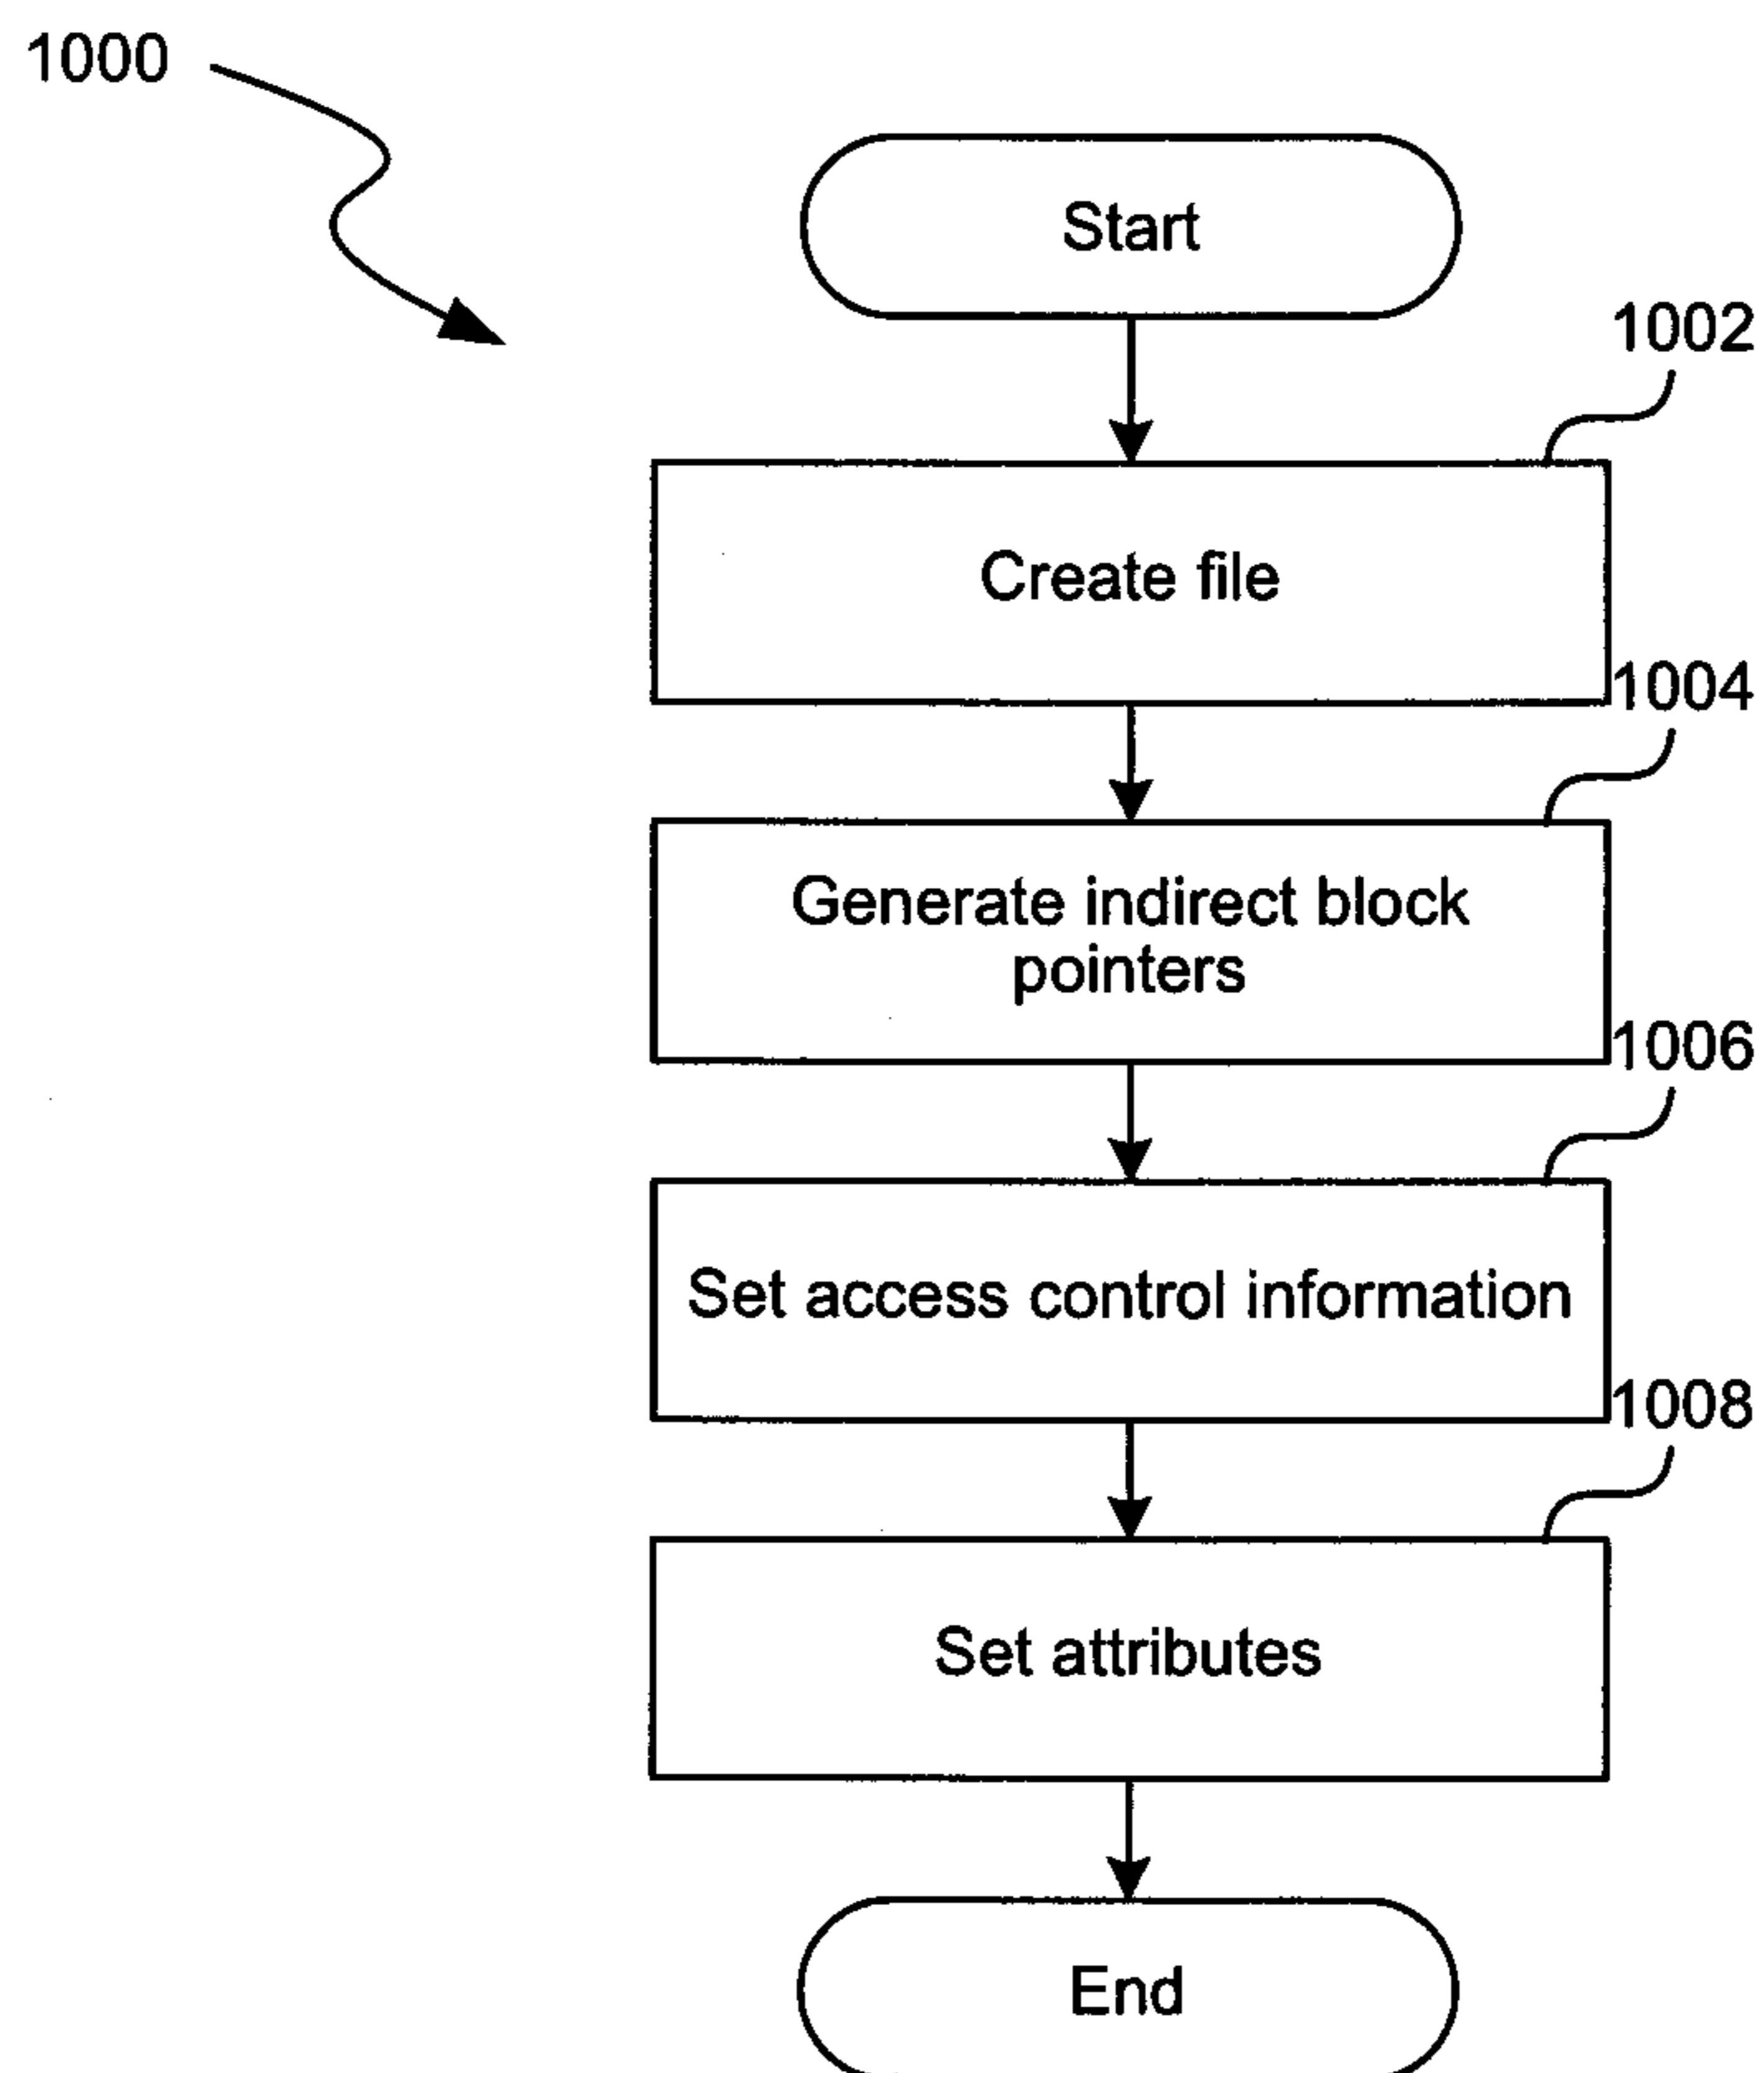 1000
Start
1002
Create file
1004
Generate indirect block
pointers
1006
Set access control information
1008
Set attributes
End